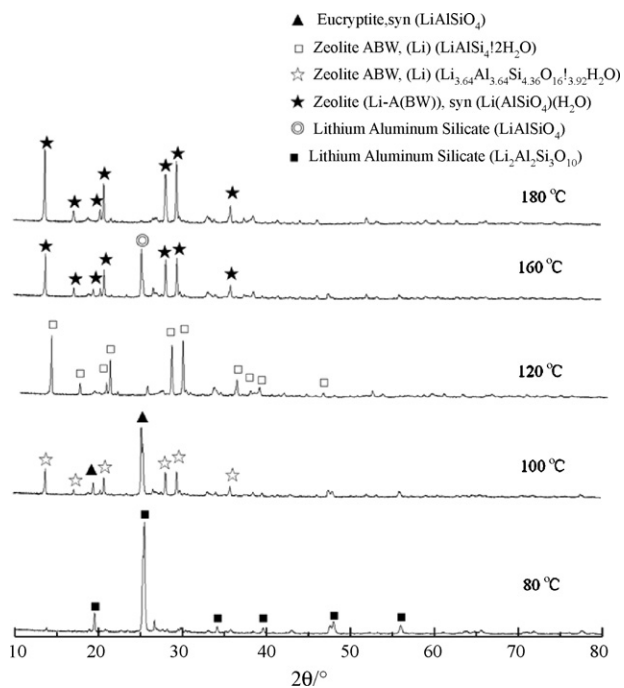 ▲ Eucryptite,syn (LiAlSiO₄)
□ Zeolite ABW, (Li) (LiAlSi₄!2H₂O)
☆ Zeolite ABW, (Li) (Li₃.₆₄Al₃.₆₄Si₄.₃₆O₁₆!₃.₉₂H₂O)
★ Zeolite (Li-A(BW)), syn (Li(AlSiO₄)(H₂O)
◎ Lithium Aluminum Silicate (LiAlSiO₄)
■ Lithium Aluminum Silicate (Li₂Al₂Si₃O₁₀)
180 ℃
160 ℃
120 ℃
100 ℃
80 ℃
10 20 30 40 50 60 70 80
2θ/°